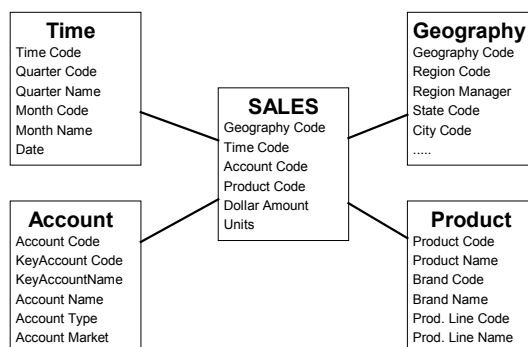 Time
Time Code
Quarter Code
Quarter Name
Month Code
Month Name
Date
Geography
Geography Code
Region Code
Region Manager
State Code
City Code
.....
SALES
Geography Code
Time Code
Account Code
Product Code
Dollar Amount
Units
Account
Account Code
KeyAccount Code
KeyAccountName
Account Name
Account Type
Account Market
Product
Product Code
Product Name
Brand Code
Brand Name
Prod. Line Code
Prod. Line Name